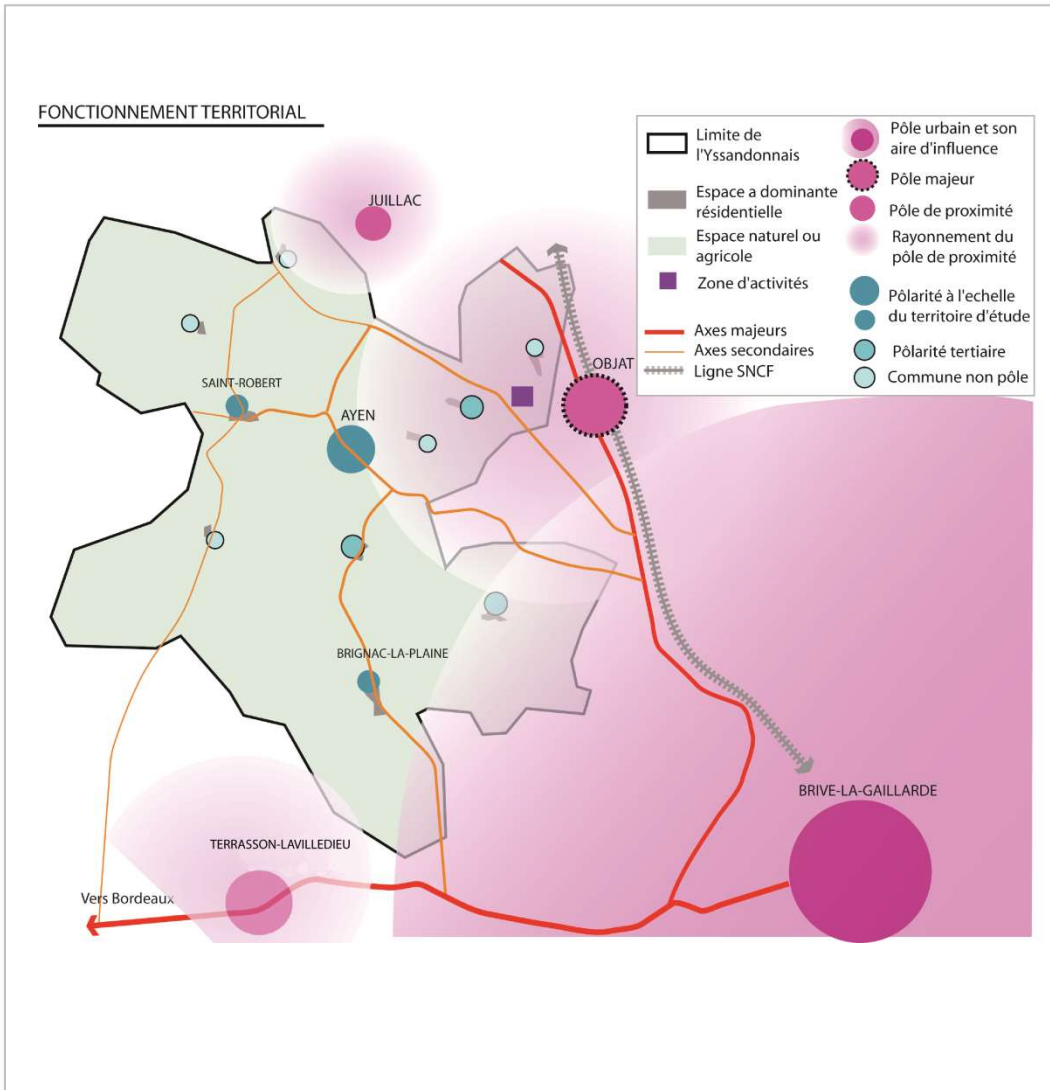 FONCTIONNEMENT TERRITORIAL
Limite de
l'Yssandonnais
Espace a dominante
résidentielle
Espace naturel ou
agricole
Zone d'activités
Axes majeurs
Axes secondaires
Ligne SNCF
Pôle urbain et son
aire d'influence
Pôle majeur
Pôle de proximité
Rayonnement du
pôle de proximité
Pôlarité à l'echelle
du territoire d'étude
Pôlarité tertiaire
Commune non pôle
JUILLAC
OBJAT
SAINT-ROBERT
AYEN
BRIGNAC-LA-PLAINE
BRIVE-LA-GAILLARDE
TERRASSON-LAVILLEDIEU
Vers Bordeaux